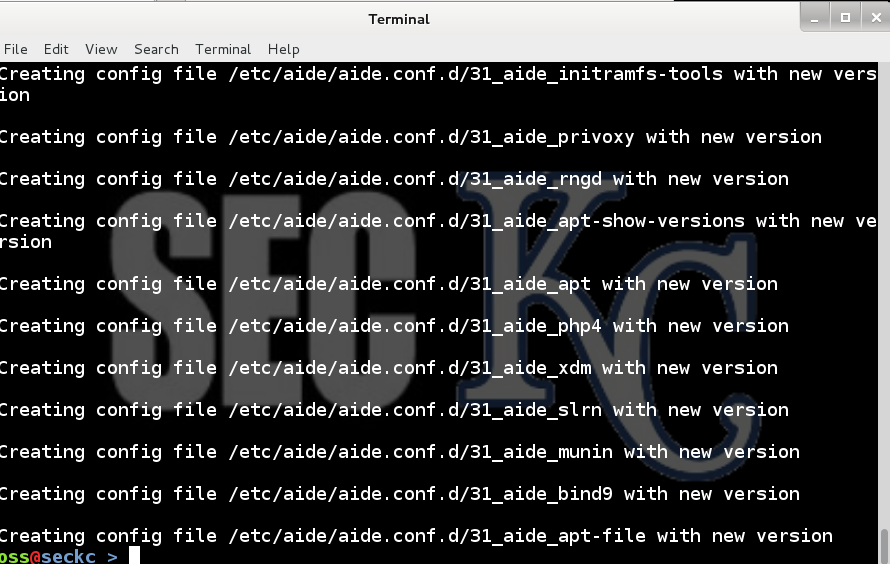 Terminal
File Edit View Search Terminal Help
Creating config file /etc/aide/aide.conf.d/31_aide_initramfs-tools with new vers
ion
Creating config file /etc/aide/aide.conf.d/31_aide_privoxy with new version
Creating config file /etc/aide/aide.conf.d/31_aide_rngd with new version
Creating config file /etc/aide/aide.conf.d/31_aide_apt-show-versions with new ve
rsion
Creating config file /etc/aide/aide.conf.d/31_aide_apt with new version
Creating config file /etc/aide/aide.conf.d/31_aide_php4 with new version
Creating config file /etc/aide/aide.conf.d/31_aide_xdm with new version
Creating config file /etc/aide/aide.conf.d/31_aide_slrn with new version
Creating config file /etc/aide/aide.conf.d/31_aide_munin with new version
Creating config file /etc/aide/aide.conf.d/31_aide_bind9 with new version
Creating config file /etc/aide/aide.conf.d/31_aide_apt-file with new version
oss@seckc >
SEC KC